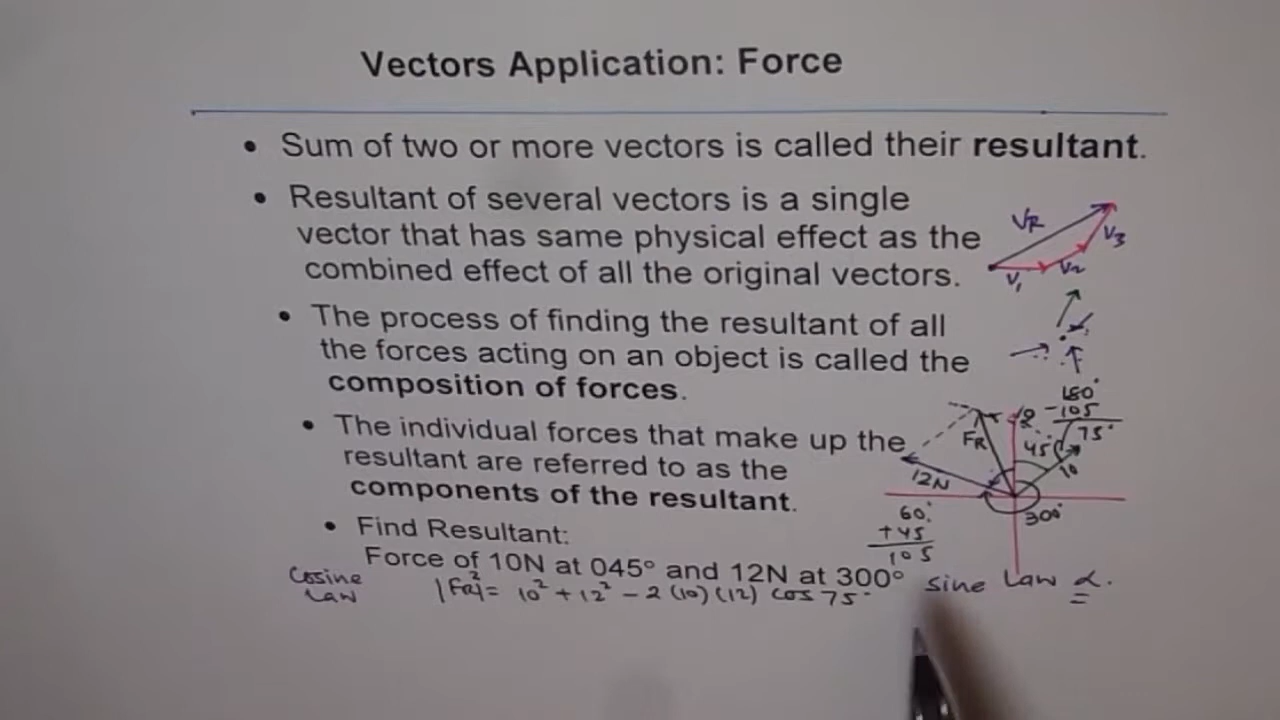 Vectors Application: Force
• Sum of two or more vectors is called their resultant.
• Resultant of several vectors is a single
vector that has same physical effect as the
combined effect of all the original vectors.
VR
V3
V2
V1
• The process of finding the resultant of all
the forces acting on an object is called the
composition of forces.
180°
-105
75°
• The individual forces that make up the
resultant are referred to as the
components of the resultant.
12
FR
45°
10
12N
300°
60°
+45
105
• Find Resultant:
Force of 10N at 045° and 12N at 300°
Cosine
Law
|FR|² = 10² + 12² - 2 (10) (12) cos 75°
sine Law α.